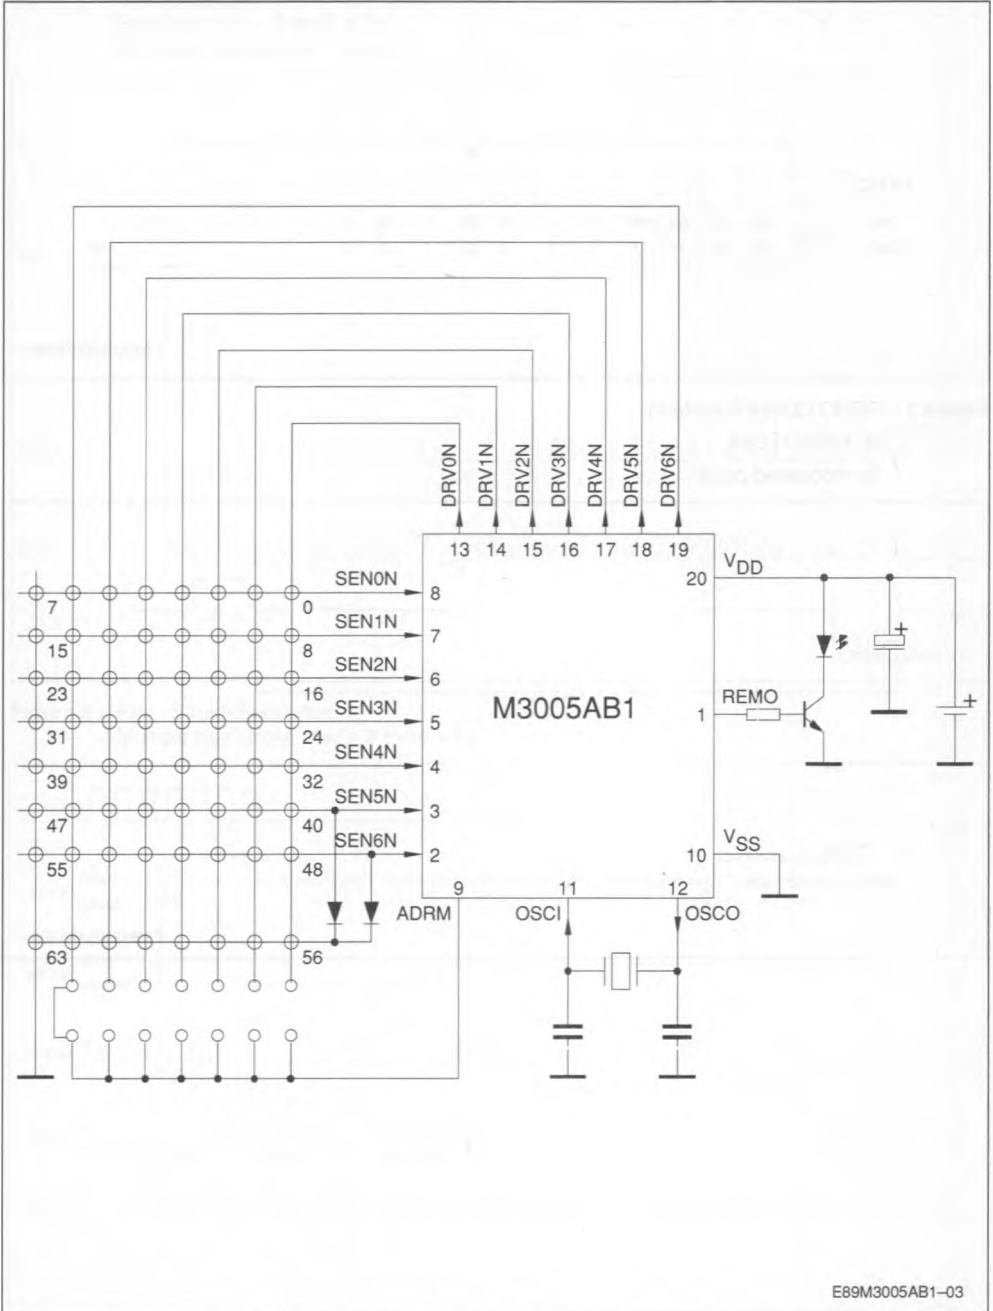 DRV0N
DRV1N
DRV2N
DRV3N
DRV4N
DRV5N
DRV6N
13 14 15 16 17 18 19
VDD
20
SEN0N
7 0 8
SEN1N
15 8 7
SEN2N
23 16 6
SEN3N
31 24 5
SEN4N
39 32 4
SEN5N
47 40 3
SEN6N
55 48 2
M3005AB1
+
+
REMO
1
VSS
10
9 11 12
ADRM OSCI OSCO
63 56
E89M3005AB1–03